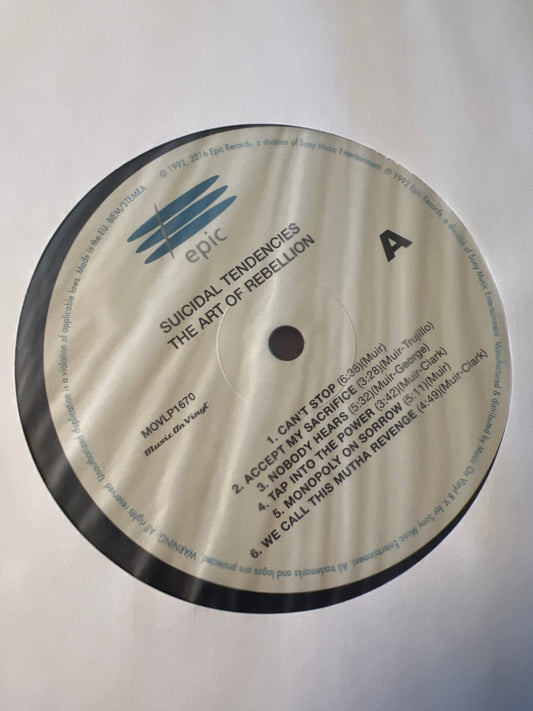 © 1992, 2016 Epic Records, a division of Sony Music Entertainment. ℗ 1992 Epic Records, a division of Sony Music Entertainment. Manufactured & distributed by Music On Vinyl B.V. for Sony Music Entertainment. All trademarks and logos are protected. WARNING: All rights reserved. Unauthorized duplication is a violation of applicable laws. Made in the EU. BIEM/STEMRA
epic
A
SUICIDAL TENDENCIES
THE ART OF REBELLION
MOVLP1670
Music On Vinyl
1. CAN'T STOP (6:38)(Muir)
2. ACCEPT MY SACRIFICE (3:28)(Muir-Trujillo)
3. NOBODY HEARS (5:32)(Muir-George)
4. TAP INTO THE POWER (3:42)(Muir-Clark)
5. MONOPOLY ON SORROW (5:11)(Muir)
6. WE CALL THIS MUTHA REVENGE (4:49)(Muir-Clark)